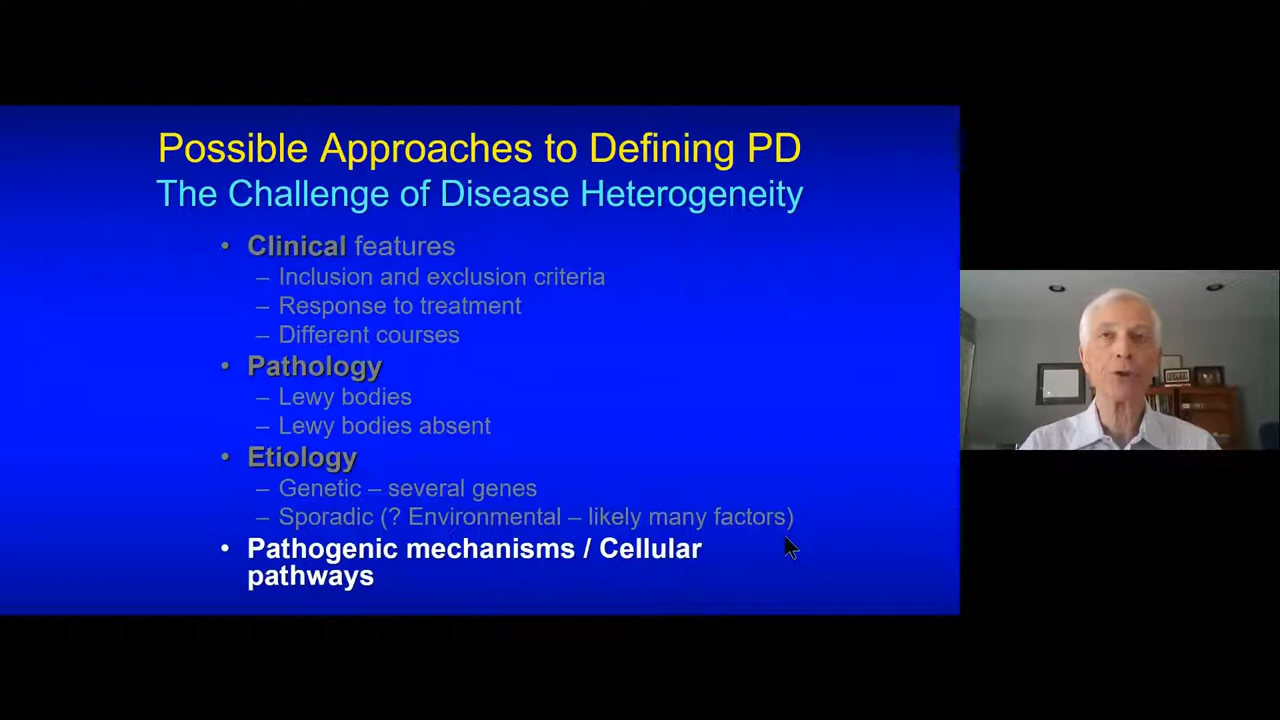 Possible Approaches to Defining PD
The Challenge of Disease Heterogeneity
• Clinical features
– Inclusion and exclusion criteria
– Response to treatment
– Different courses
• Pathology
– Lewy bodies
– Lewy bodies absent
• Etiology
– Genetic – several genes
– Sporadic (? Environmental – likely many factors)
• Pathogenic mechanisms / Cellular
pathways